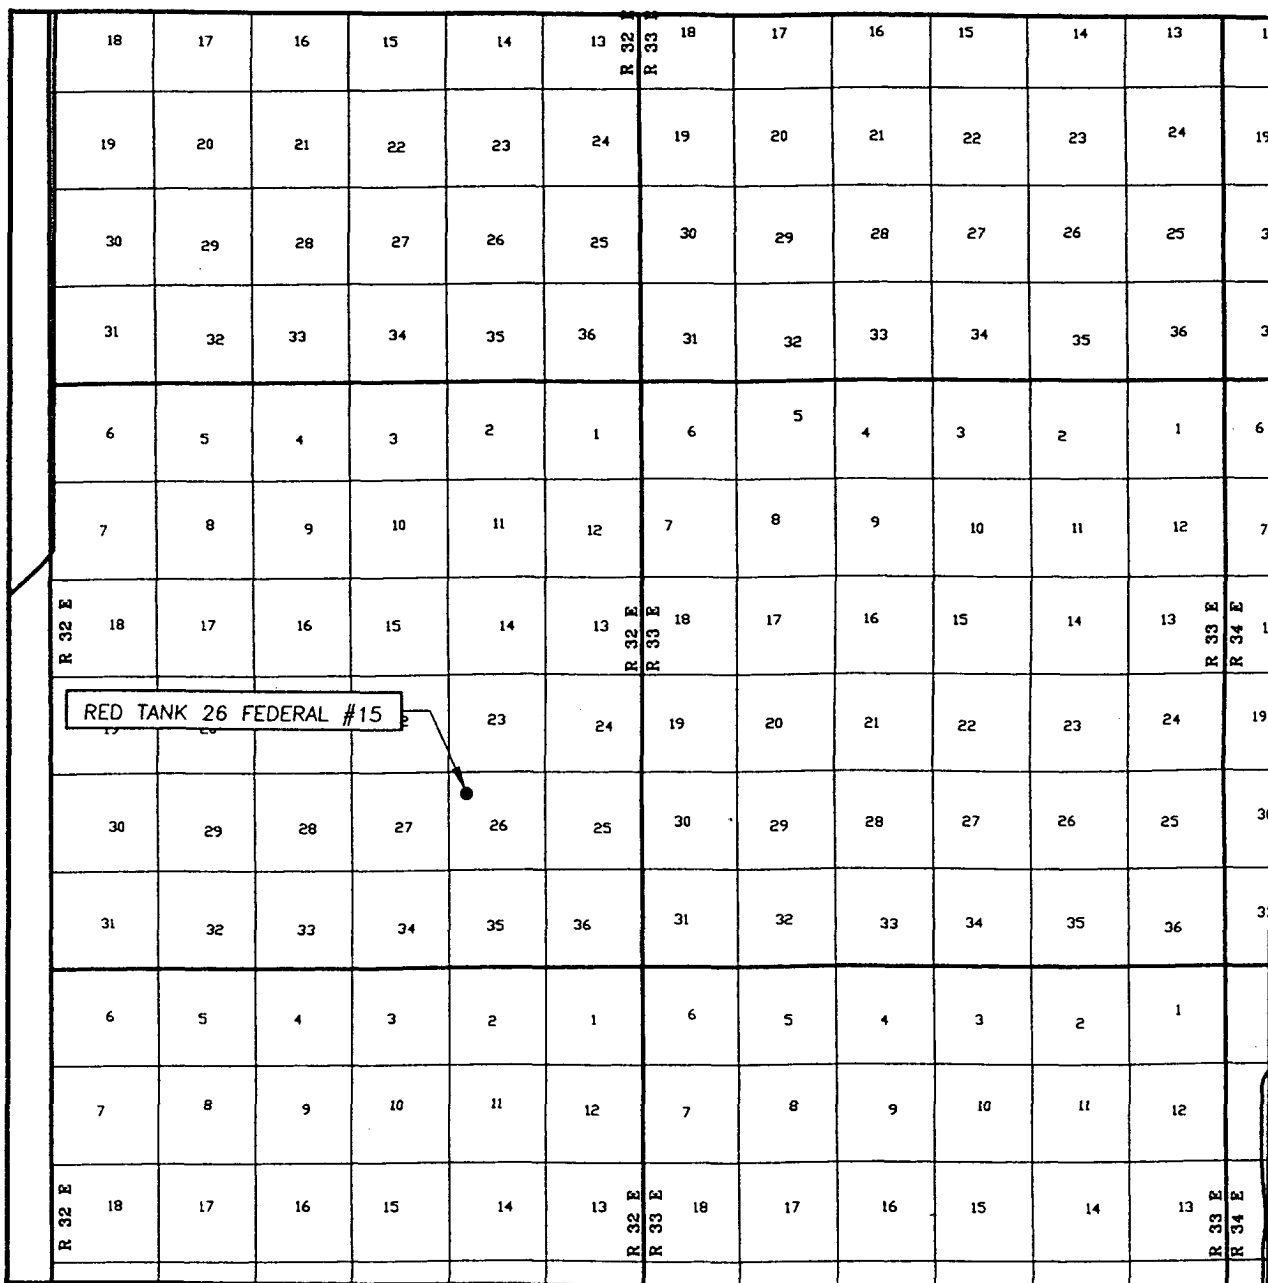 18 17 16 15 14 13 R 32 E R 33 E 18 17 16 15 14 13
19 20 21 22 23 24 19 20 21 22 23 24 19
30 29 28 27 26 25 30 29 28 27 26 25
31 32 33 34 35 36 31 32 33 34 35 36
6 5 4 3 2 1 6 5 4 3 2 1 6
7 8 9 10 11 12 7 8 9 10 11 12 7
R 32 E 18 17 16 15 14 13 R 32 E R 33 E 18 17 16 15 14 13 R 33 E R 34 E
RED TANK 26 FEDERAL #15
23 24 19 20 21 22 23 24 19
30 29 28 27 26 25 30 29 28 27 26 25 30
31 32 33 34 35 36 31 32 33 34 35 36
6 5 4 3 2 1 6 5 4 3 2 1
7 8 9 10 11 12 7 8 9 10 11 12
R 32 E 18 17 16 15 14 13 R 32 E R 33 E 18 17 16 15 14 13 R 33 E R 34 E